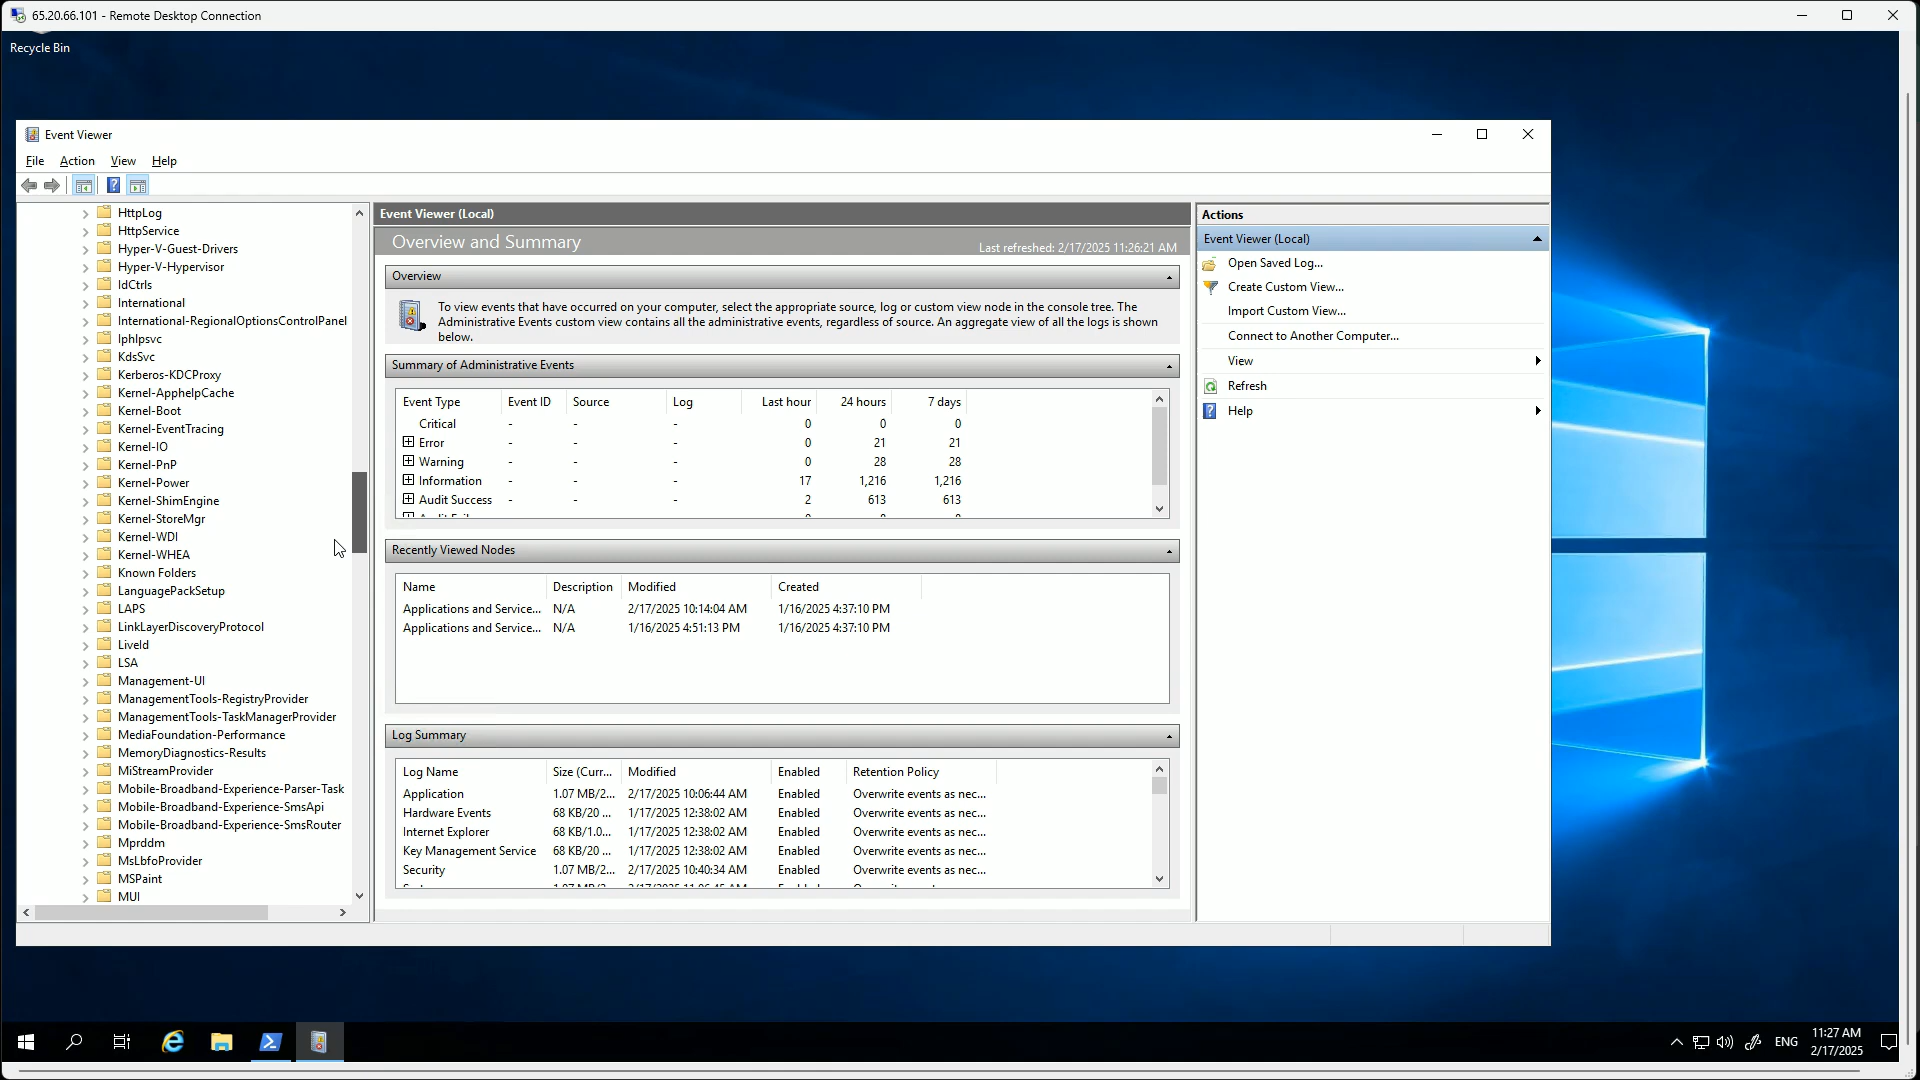 65.20.66.101 - Remote Desktop Connection
Recycle Bin
Event Viewer
File Action View Help
HttpLog
HttpService
Hyper-V-Guest-Drivers
Hyper-V-Hypervisor
IdCtrls
International
International-RegionalOptionsControlPanel
Iphlpsvc
KdsSvc
Kerberos-KDCProxy
Kernel-ApphelpCache
Kernel-Boot
Kernel-EventTracing
Kernel-IO
Kernel-PnP
Kernel-Power
Kernel-ShimEngine
Kernel-StoreMgr
Kernel-WDI
Kernel-WHEA
Known Folders
LanguagePackSetup
LAPS
LinkLayerDiscoveryProtocol
LiveId
LSA
Management-UI
ManagementTools-RegistryProvider
ManagementTools-TaskManagerProvider
MediaFoundation-Performance
MemoryDiagnostics-Results
MiStreamProvider
Mobile-Broadband-Experience-Parser-Task
Mobile-Broadband-Experience-SmsApi
Mobile-Broadband-Experience-SmsRouter
Mprddm
MsLbfoProvider
MSPaint
MUI
Event Viewer (Local)
Overview and Summary Last refreshed: 2/17/2025 11:26:21 AM
Overview
To view events that have occurred on your computer, select the appropriate source, log or custom view node in the console tree. The
Administrative Events custom view contains all the administrative events, regardless of source. An aggregate view of all the logs is shown
below.
Summary of Administrative Events
Event Type Event ID Source Log Last hour 24 hours 7 days
Critical - - - 0 0 0
Error - - - 0 21 21
Warning - - - 0 28 28
Information - - - 17 1,216 1,216
Audit Success - - - 2 613 613
Recently Viewed Nodes
Name Description Modified Created
Applications and Service... N/A 2/17/2025 10:14:04 AM 1/16/2025 4:37:10 PM
Applications and Service... N/A 1/16/2025 4:51:13 PM 1/16/2025 4:37:10 PM
Log Summary
Log Name Size (Curr... Modified Enabled Retention Policy
Application 1.07 MB/2... 2/17/2025 10:06:44 AM Enabled Overwrite events as nec...
Hardware Events 68 KB/20 ... 1/17/2025 12:38:02 AM Enabled Overwrite events as nec...
Internet Explorer 68 KB/1.0... 1/17/2025 12:38:02 AM Enabled Overwrite events as nec...
Key Management Service 68 KB/20 ... 1/17/2025 12:38:02 AM Enabled Overwrite events as nec...
Security 1.07 MB/2... 2/17/2025 10:40:34 AM Enabled Overwrite events as nec...
Actions
Event Viewer (Local)
Open Saved Log...
Create Custom View...
Import Custom View...
Connect to Another Computer...
View
Refresh
Help
ENG
11:27 AM
2/17/2025